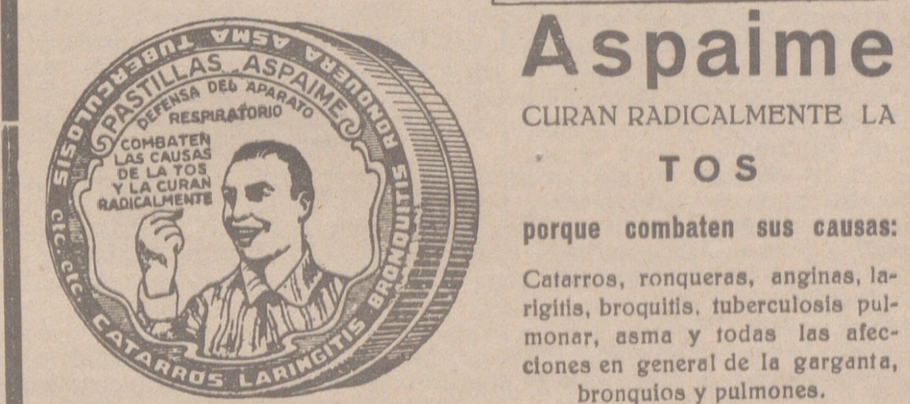 TUBERCULOSIS ASMA RONQUERA BRONQUITIS LARINGITIS CATARROS etc. etc.
PASTILLAS ASPAIME
DEFENSA DEL APARATO
RESPIRATORIO
COMBATEN
LAS CAUSAS
DE LA TOS
Y LA CURAN
RADICALMENTE
Aspaime
CURAN RADICALMENTE LA
TOS
porque combaten sus causas:
Catarros, ronqueras, anginas, la-
rigitis, broquitis, tuberculosis pul-
monar, asma y todas las afec-
ciones en general de la garganta,
bronquios y pulmones.